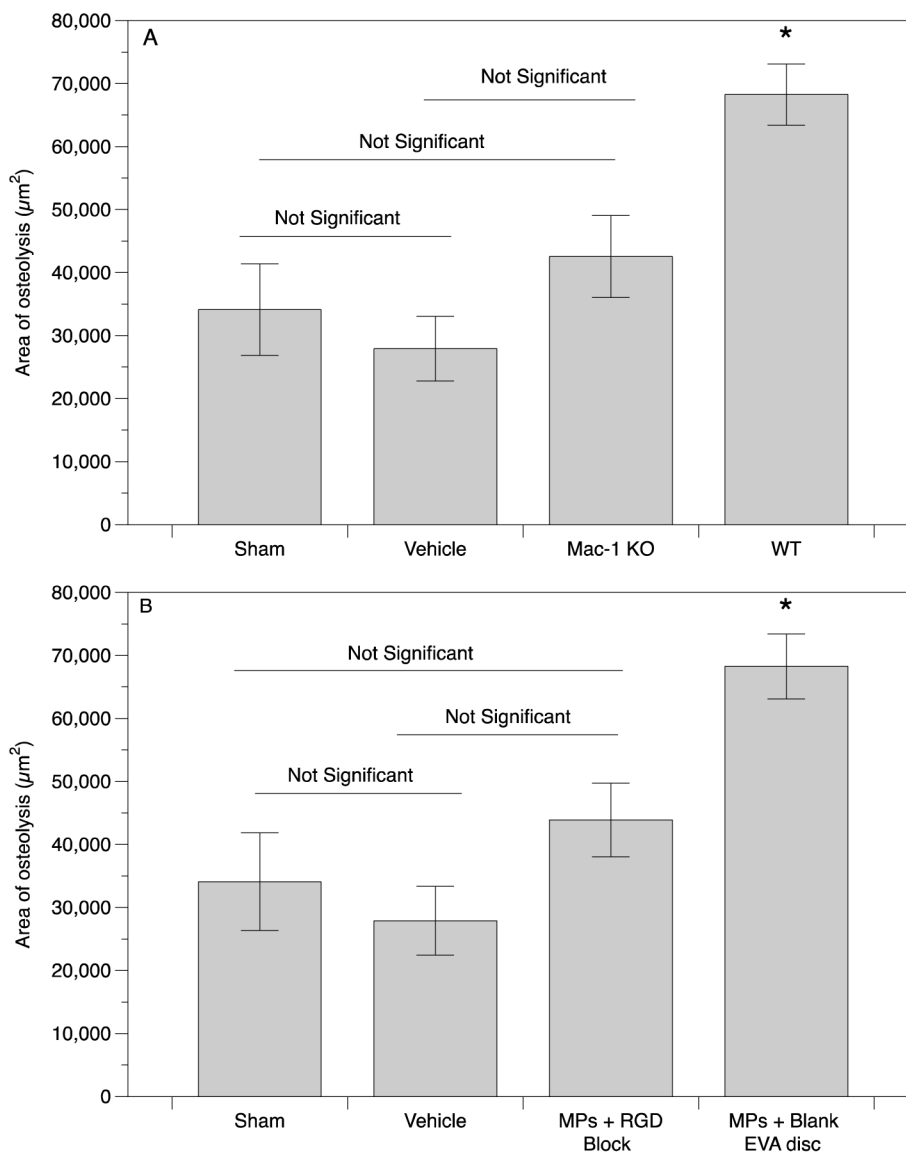 A
*
Not Significant
Not Significant
Not Significant
80,000
70,000
60,000
50,000
40,000
30,000
20,000
10,000
0
Area of osteolysis (µm²)
Sham Vehicle Mac-1 KO WT
B
*
Not Significant
Not Significant
Not Significant
80,000
70,000
60,000
50,000
40,000
30,000
20,000
10,000
0
Area of osteolysis (µm²)
Sham Vehicle MPs + RGD MPs + Blank
Block EVA disc